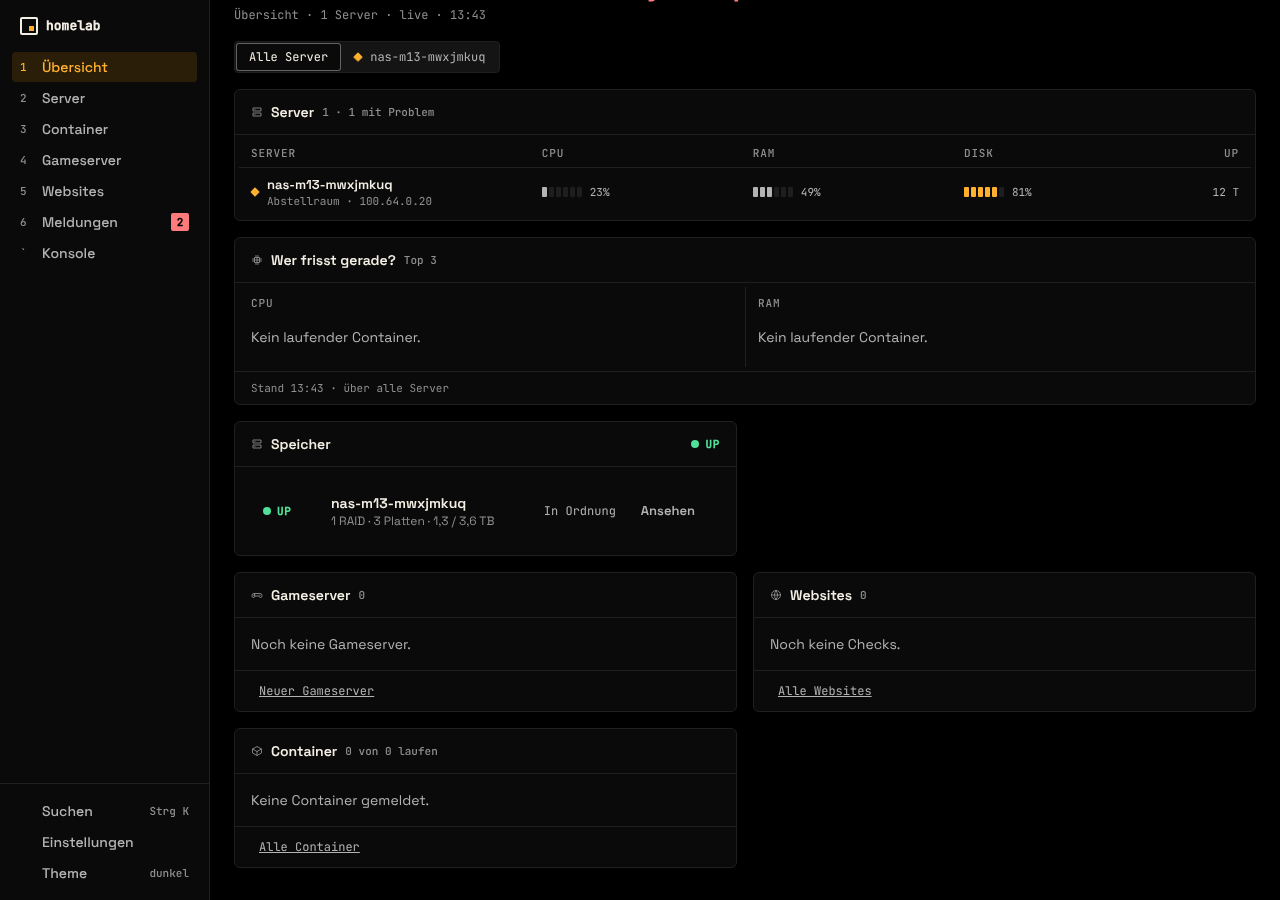 homelab
1 Übersicht
2 Server
3 Container
4 Gameserver
5 Websites
6 Meldungen 2
` Konsole
Suchen Strg K
Einstellungen
Theme dunkel
Übersicht · 1 Server · live · 13:43
Alle Server nas-m13-mwxjmkuq
Server 1 · 1 mit Problem
SERVER CPU RAM DISK UP
nas-m13-mwxjmkuq 23% 49% 81% 12 T
Abstellraum · 100.64.0.20
Wer frisst gerade? Top 3
CPU RAM
Kein laufender Container. Kein laufender Container.
Stand 13:43 · über alle Server
Speicher UP
UP nas-m13-mwxjmkuq In Ordnung Ansehen
1 RAID · 3 Platten · 1,3 / 3,6 TB
Gameserver 0
Noch keine Gameserver.
Neuer Gameserver
Websites 0
Noch keine Checks.
Alle Websites
Container 0 von 0 laufen
Keine Container gemeldet.
Alle Container